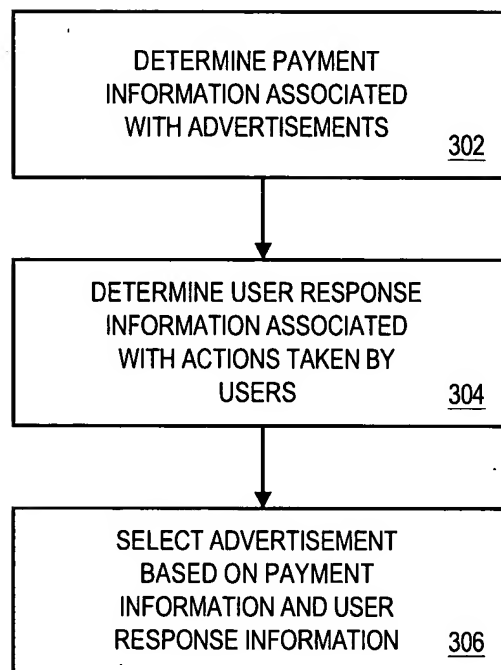 DETERMINE PAYMENT
INFORMATION ASSOCIATED
WITH ADVERTISEMENTS
302
DETERMINE USER RESPONSE
INFORMATION ASSOCIATED
WITH ACTIONS TAKEN BY
USERS
304
SELECT ADVERTISEMENT
BASED ON PAYMENT
INFORMATION AND USER
RESPONSE INFORMATION
306